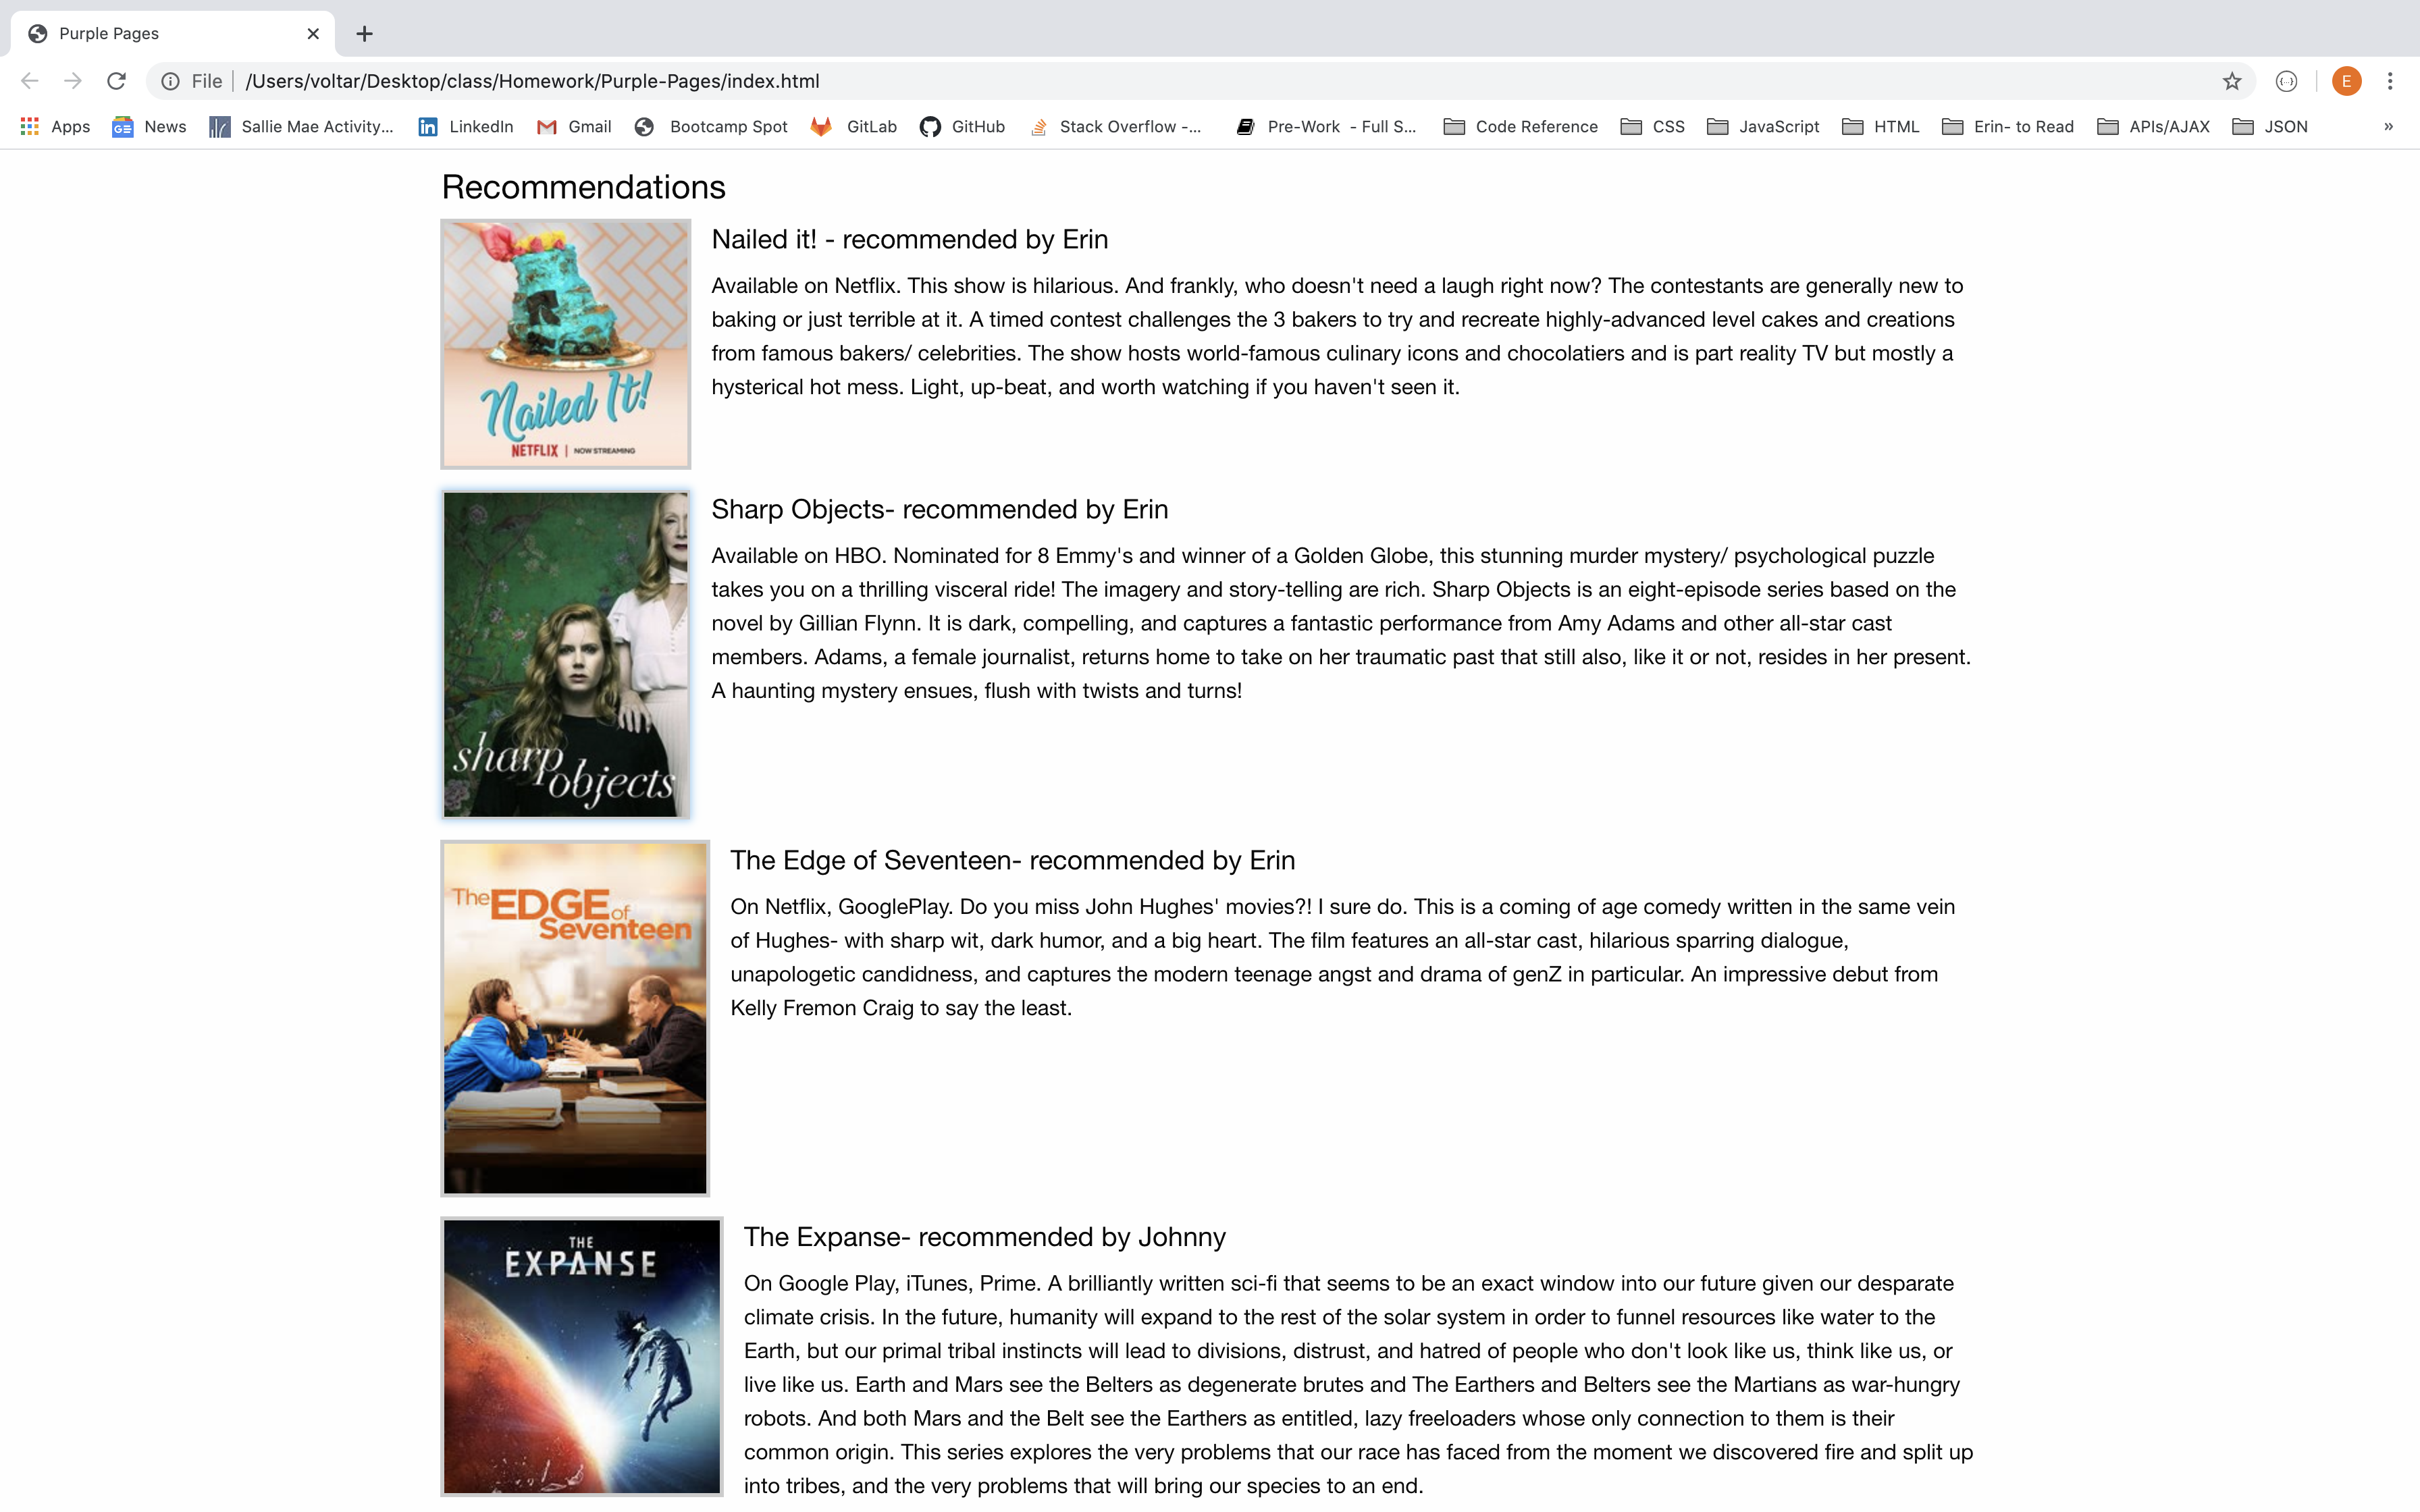 Purple Pages
File /Users/voltar/Desktop/class/Homework/Purple-Pages/index.html
E
Apps News Sallie Mae Activity... LinkedIn Gmail Bootcamp Spot GitLab GitHub Stack Overflow -... Pre-Work - Full S... Code Reference CSS JavaScript HTML Erin- to Read APIs/AJAX JSON »
Recommendations
Nailed It!
NETFLIX | NOW STREAMING
Nailed it! - recommended by Erin
Available on Netflix. This show is hilarious. And frankly, who doesn't need a laugh right now? The contestants are generally new to
baking or just terrible at it. A timed contest challenges the 3 bakers to try and recreate highly-advanced level cakes and creations
from famous bakers/ celebrities. The show hosts world-famous culinary icons and chocolatiers and is part reality TV but mostly a
hysterical hot mess. Light, up-beat, and worth watching if you haven't seen it.
sharp
objects
Sharp Objects- recommended by Erin
Available on HBO. Nominated for 8 Emmy's and winner of a Golden Globe, this stunning murder mystery/ psychological puzzle
takes you on a thrilling visceral ride! The imagery and story-telling are rich. Sharp Objects is an eight-episode series based on the
novel by Gillian Flynn. It is dark, compelling, and captures a fantastic performance from Amy Adams and other all-star cast
members. Adams, a female journalist, returns home to take on her traumatic past that still also, like it or not, resides in her present.
A haunting mystery ensues, flush with twists and turns!
The EDGE of
Seventeen
The Edge of Seventeen- recommended by Erin
On Netflix, GooglePlay. Do you miss John Hughes' movies?! I sure do. This is a coming of age comedy written in the same vein
of Hughes- with sharp wit, dark humor, and a big heart. The film features an all-star cast, hilarious sparring dialogue,
unapologetic candidness, and captures the modern teenage angst and drama of genZ in particular. An impressive debut from
Kelly Fremon Craig to say the least.
THE
EXPANSE
The Expanse- recommended by Johnny
On Google Play, iTunes, Prime. A brilliantly written sci-fi that seems to be an exact window into our future given our desparate
climate crisis. In the future, humanity will expand to the rest of the solar system in order to funnel resources like water to the
Earth, but our primal tribal instincts will lead to divisions, distrust, and hatred of people who don't look like us, think like us, or
live like us. Earth and Mars see the Belters as degenerate brutes and The Earthers and Belters see the Martians as war-hungry
robots. And both Mars and the Belt see the Earthers as entitled, lazy freeloaders whose only connection to them is their
common origin. This series explores the very problems that our race has faced from the moment we discovered fire and split up
into tribes, and the very problems that will bring our species to an end.